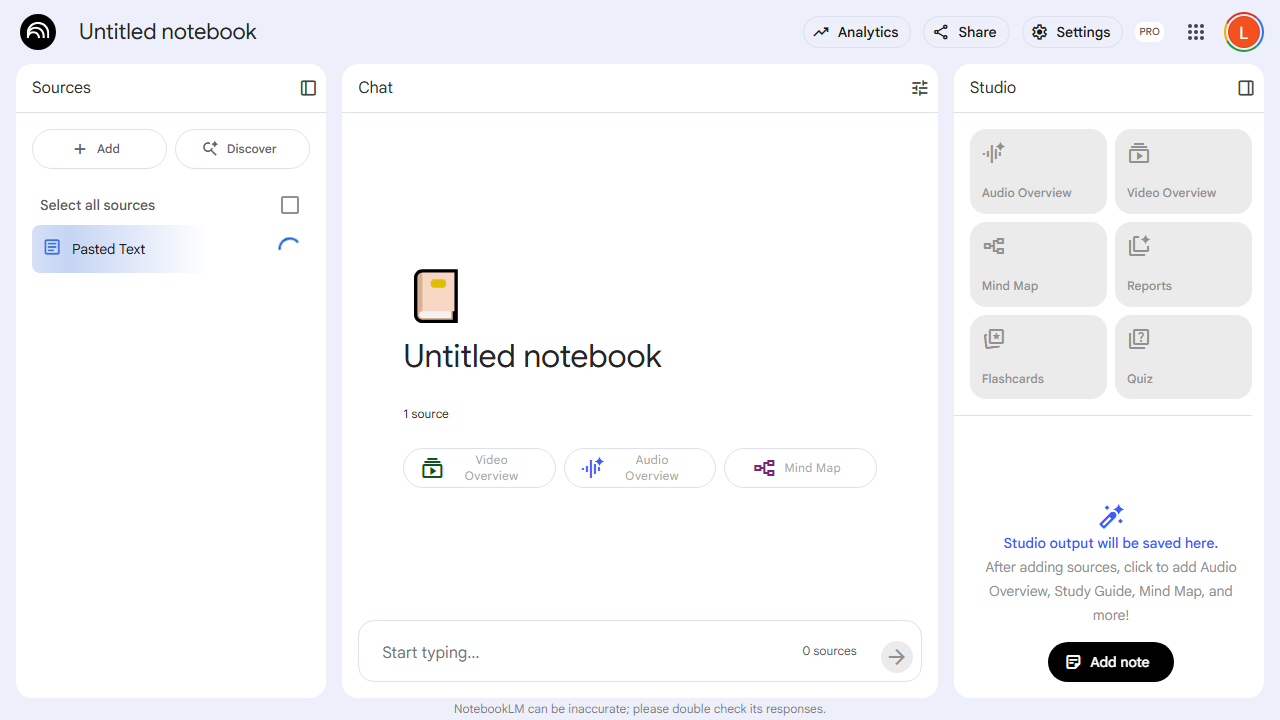 Untitled notebook
Analytics
Share
Settings
PRO
L
Sources
Add
Discover
Select all sources
Pasted Text
Chat
Untitled notebook
1 source
Video
Overview
Audio
Overview
Mind Map
Start typing...
0 sources
Studio
Audio Overview
Video Overview
Mind Map
Reports
Flashcards
Quiz
Studio output will be saved here.
After adding sources, click to add Audio
Overview, Study Guide, Mind Map, and
more!
Add note
NotebookLM can be inaccurate; please double check its responses.